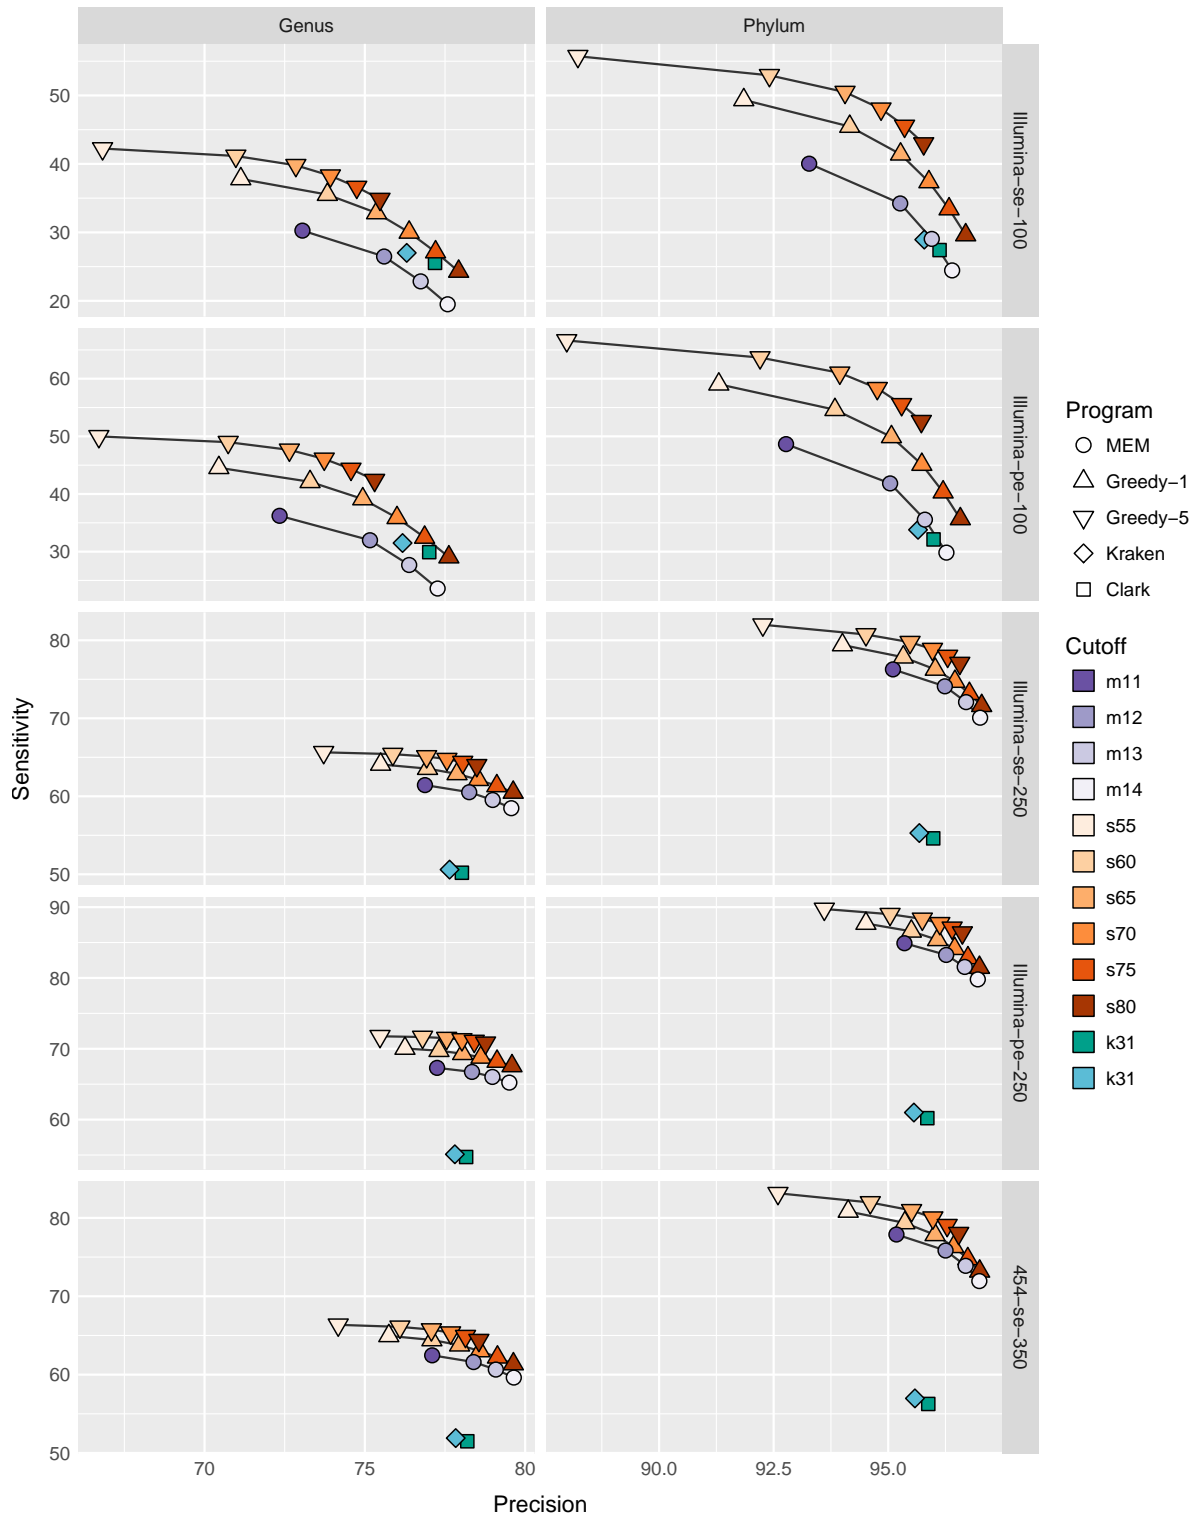 Genus
Phylum
50
40
30
20
Illumina−se−100
60
50
40
30
Illumina−pe−100
80
70
60
50
Illumina−se−250
90
80
70
60
Illumina−pe−250
80
70
60
50
454−se−350
70
75
80
90.0
92.5
95.0
Precision
Sensitivity
Program
MEM
Greedy−1
Greedy−5
Kraken
Clark
Cutoff
m11
m12
m13
m14
s55
s60
s65
s70
s75
s80
k31
k31